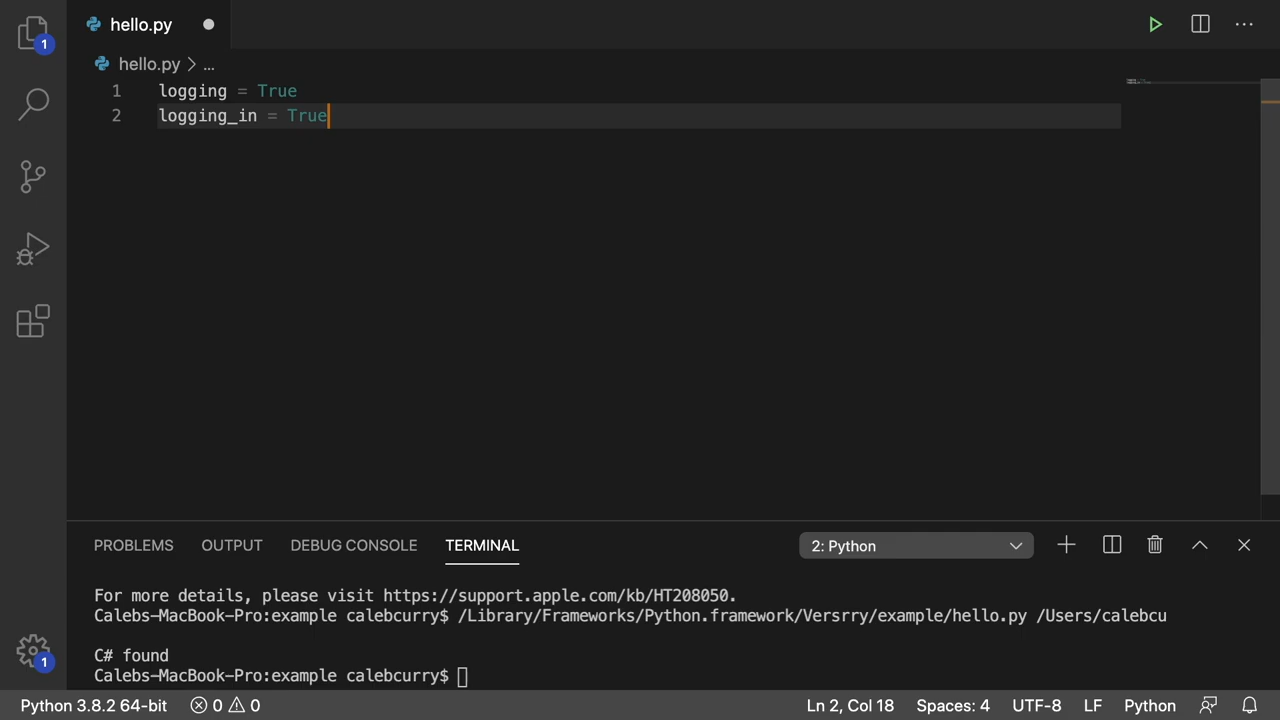 hello.py
1
hello.py > ...
1 logging = True
2 logging_in = True
PROBLEMS OUTPUT DEBUG CONSOLE TERMINAL 2: Python
For more details, please visit https://support.apple.com/kb/HT208050.
Calebs-MacBook-Pro:example calebcurry$ /Library/Frameworks/Python.framework/Versrry/example/hello.py /Users/calebcu
C# found
Calebs-MacBook-Pro:example calebcurry$
1
Python 3.8.2 64-bit 0 0 Ln 2, Col 18 Spaces: 4 UTF-8 LF Python